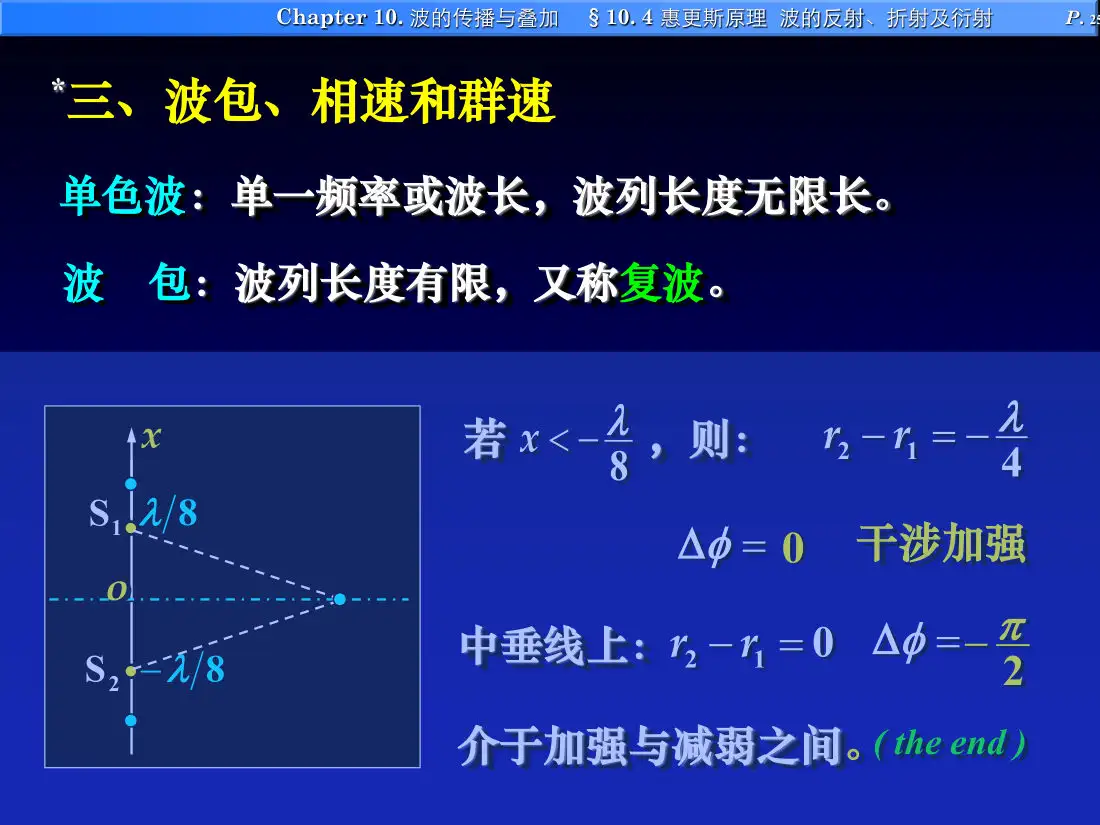 Chapter 10. 波的传播与叠加 §10.4 惠更斯原理 波的反射、折射及衍射 P. 25
*三、波包、相速和群速
单色波：单一频率或波长，波列长度无限长。
波 包：波列长度有限，又称复波。
x
S₁ λ/8
o
S₂ −λ/8
若 x < −λ/8 ，则： r₂ − r₁ = −λ/4
Δϕ = 0 干涉加强
中垂线上：r₂ − r₁ = 0 Δϕ = −π/2
介于加强与减弱之间。(the end)